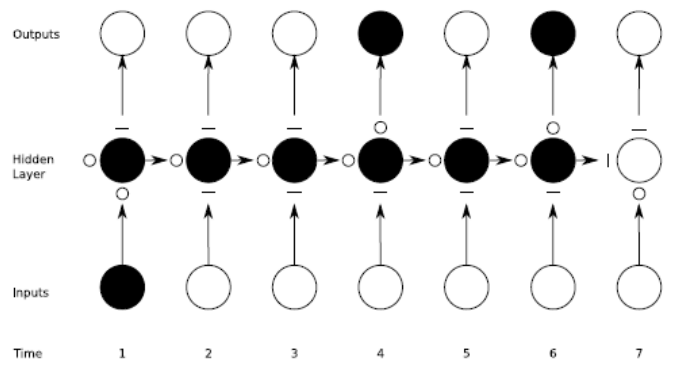 Outputs
Hidden
Layer
Inputs
Time 1 2 3 4 5 6 7